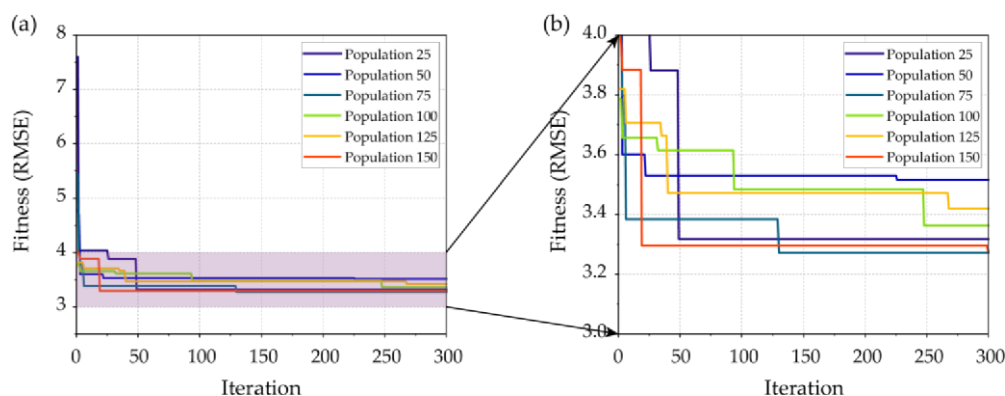 (a)
8
7
6
5
4
3
2
0 50 100 150 200 250 300
Fitness (RMSE)
Iteration
Population 25
Population 50
Population 75
Population 100
Population 125
Population 150
(b)
4.0
3.8
3.6
3.4
3.2
3.0
0 50 100 150 200 250 300
Fitness (RMSE)
Iteration
Population 25
Population 50
Population 75
Population 100
Population 125
Population 150